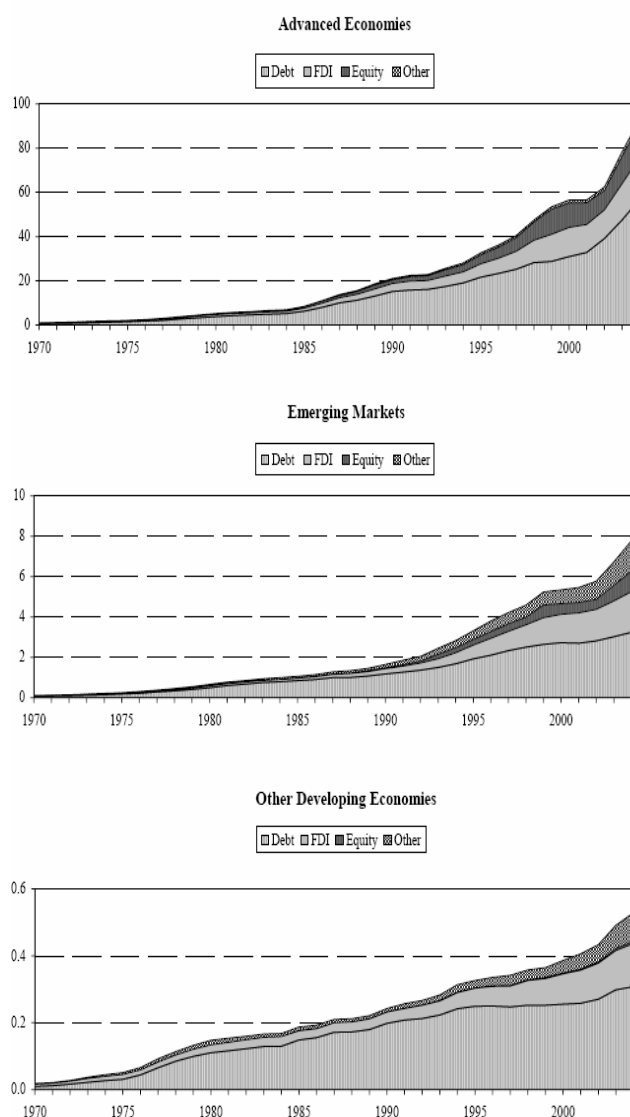 Advanced Economies
Debt FDI Equity Other
100
80
60
40
20
0
1970 1975 1980 1985 1990 1995 2000
Emerging Markets
Debt FDI Equity Other
10
8
6
4
2
0
1970 1975 1980 1985 1990 1995 2000
Other Developing Economies
Debt FDI Equity Other
0.6
0.4
0.2
0.0
1970 1975 1980 1985 1990 1995 2000